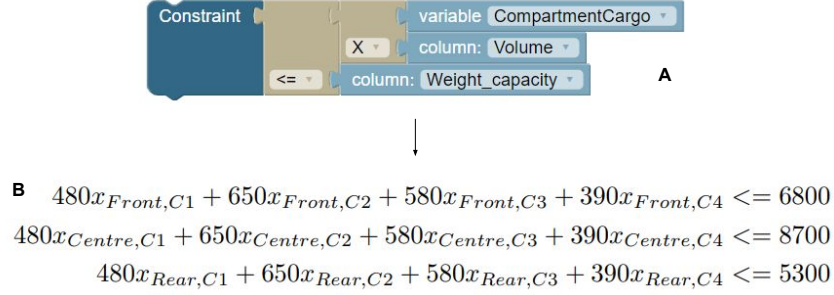 Constraint variable CompartmentCargo ▾
X ▾ column: Volume ▾
<= ▾ column: Weight_capacity ▾
A
B 480x_{Front,C1} + 650x_{Front,C2} + 580x_{Front,C3} + 390x_{Front,C4} <= 6800
480x_{Centre,C1} + 650x_{Centre,C2} + 580x_{Centre,C3} + 390x_{Centre,C4} <= 8700
480x_{Rear,C1} + 650x_{Rear,C2} + 580x_{Rear,C3} + 390x_{Rear,C4} <= 5300